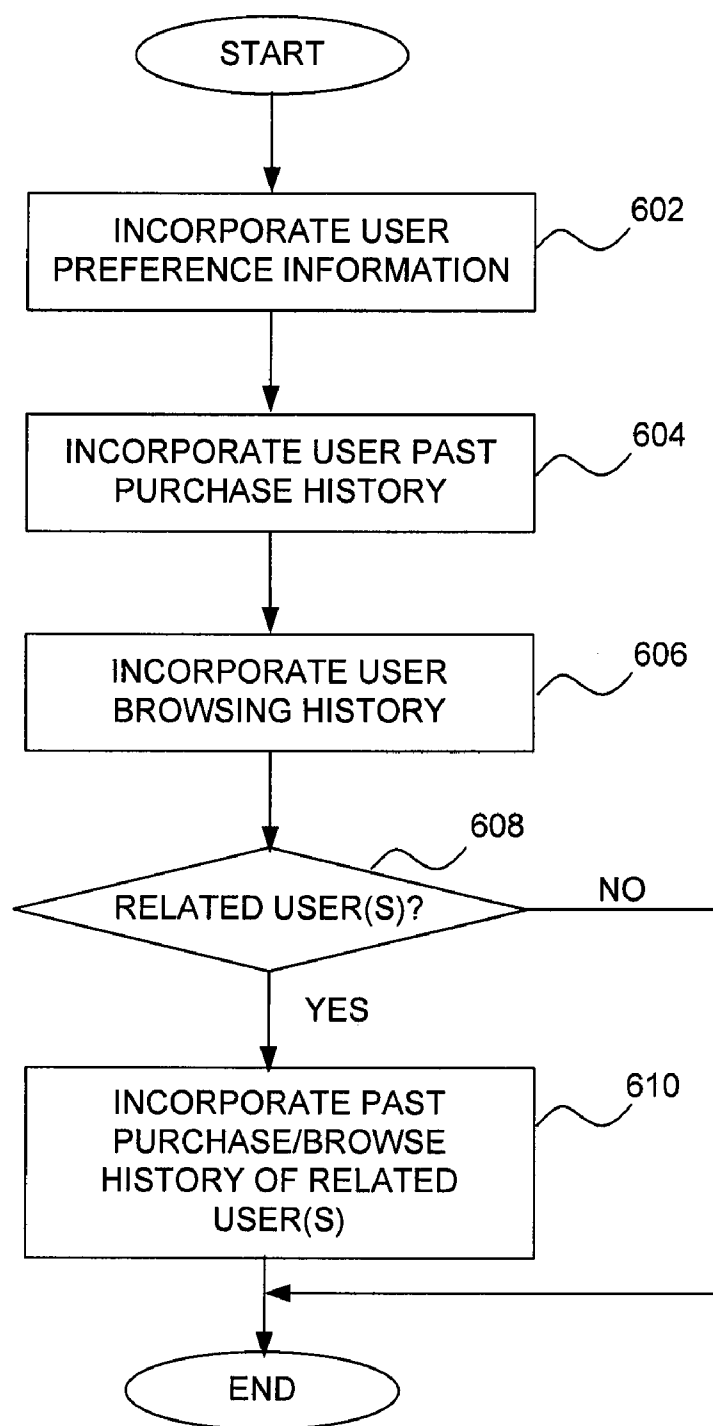 START
602
INCORPORATE USER
PREFERENCE INFORMATION
604
INCORPORATE USER PAST
PURCHASE HISTORY
606
INCORPORATE USER
BROWSING HISTORY
608
RELATED USER(S)?
NO
YES
610
INCORPORATE PAST
PURCHASE/BROWSE
HISTORY OF RELATED
USER(S)
END